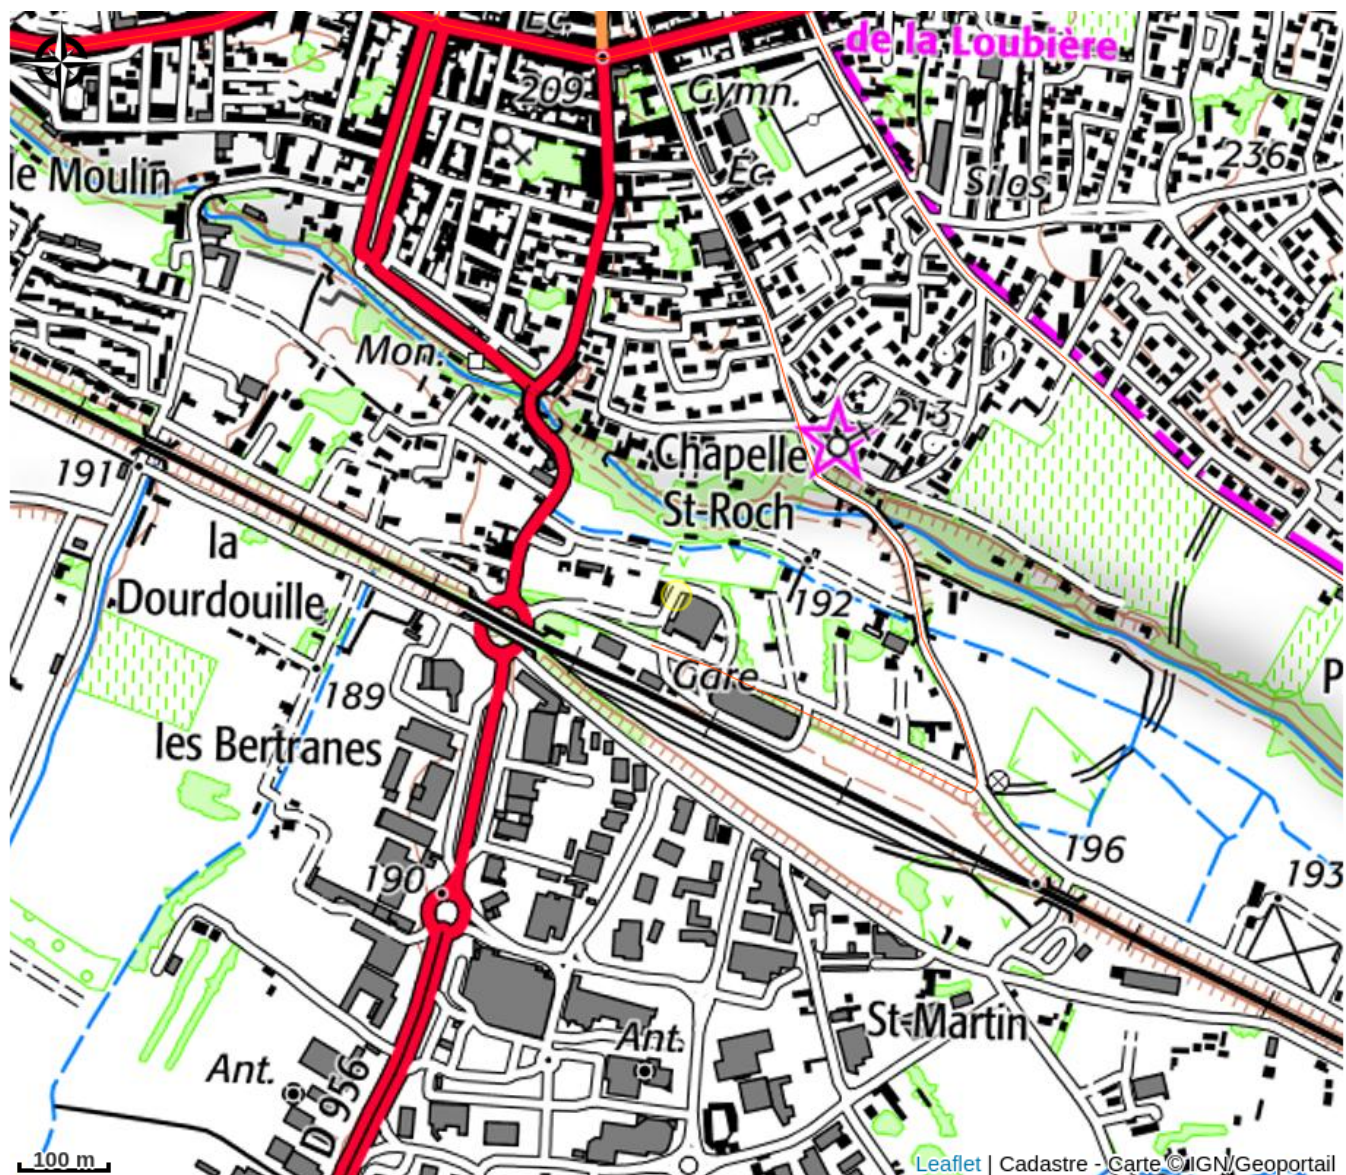 Ec.
de la Loubière
209
Gymn.
Éc.
236
Silos
le Moulin
Mon.
213
Chapelle
St-Roch
191
la
Dourdouille
192
Gare
P
189
les Bertranes
196
193
190
St-Martin
Ant.
Ant.
D 956
100 m
Leaflet | Cadastre - Carte © IGN/Geoportail